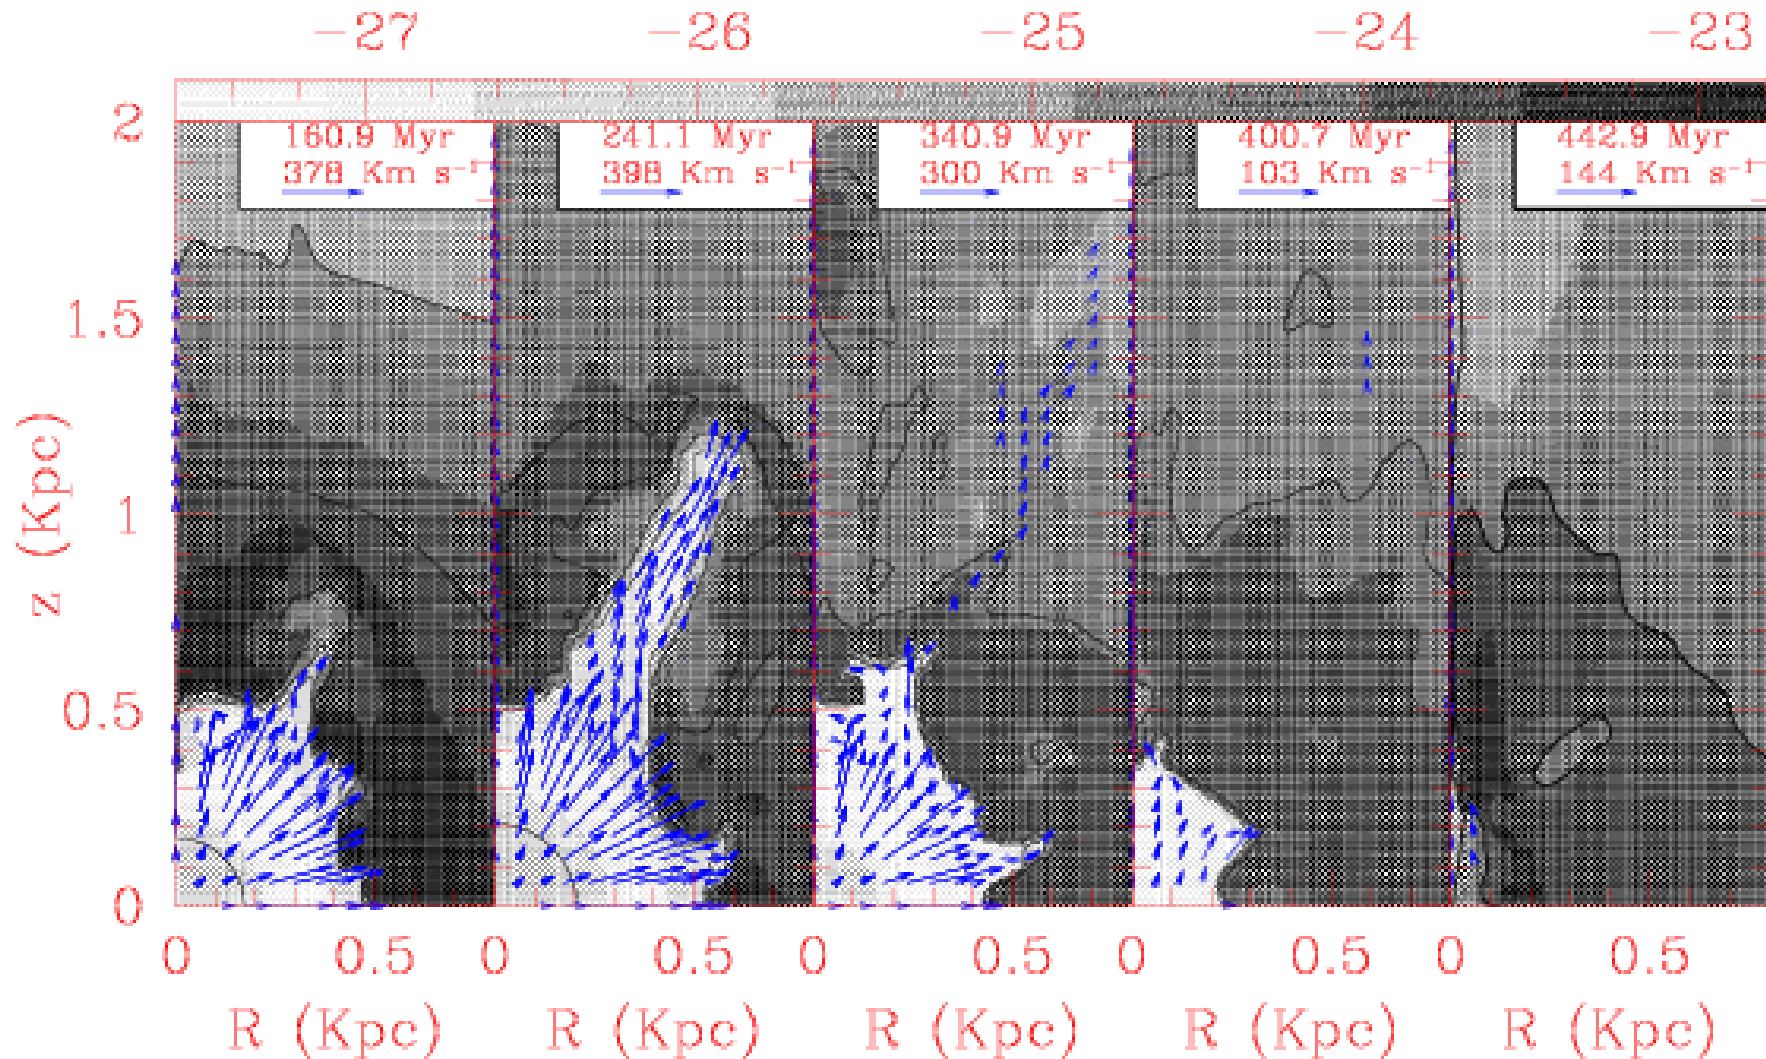 -27 -26 -25 -24 -23
160.9 Myr 241.1 Myr 340.9 Myr 400.7 Myr 442.9 Myr
378 Km s⁻¹ 398 Km s⁻¹ 300 Km s⁻¹ 103 Km s⁻¹ 144 Km s⁻¹
2
1.5
1
0.5
0
z (Kpc)
0 0.5 0 0.5 0 0.5 0 0.5 0 0.5
R (Kpc) R (Kpc) R (Kpc) R (Kpc) R (Kpc)